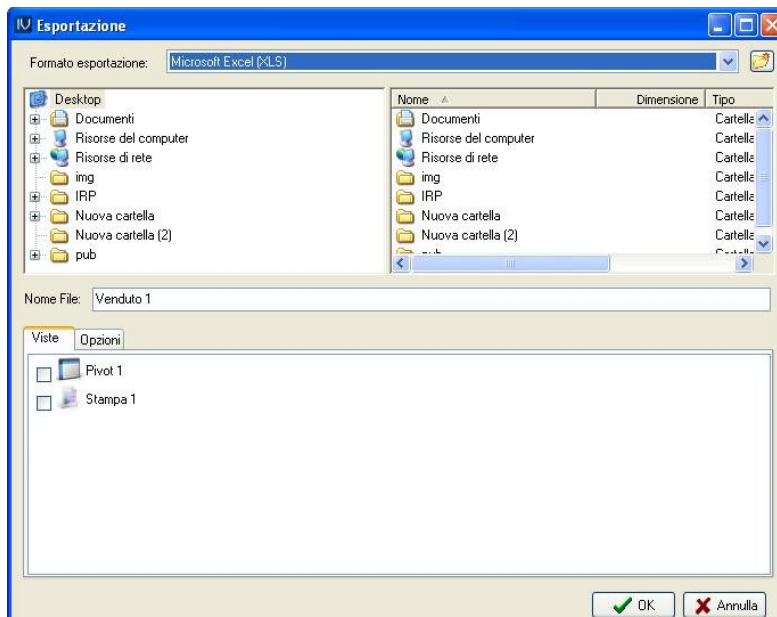 Esportazione
Formato esportazione: Microsoft Excel (XLS)
Desktop
Documenti
Risorse del computer
Risorse di rete
img
IRP
Nuova cartella
Nuova cartella (2)
pub
Nome Dimensione Tipo
Documenti Cartella
Risorse del computer Cartella
Risorse di rete Cartella
img Cartella
IRP Cartella
Nuova cartella Cartella
Nuova cartella (2) Cartella
pub Cartella
Nome File: Venduto 1
Viste Opzioni
Pivot 1
Stampa 1
OK Annulla